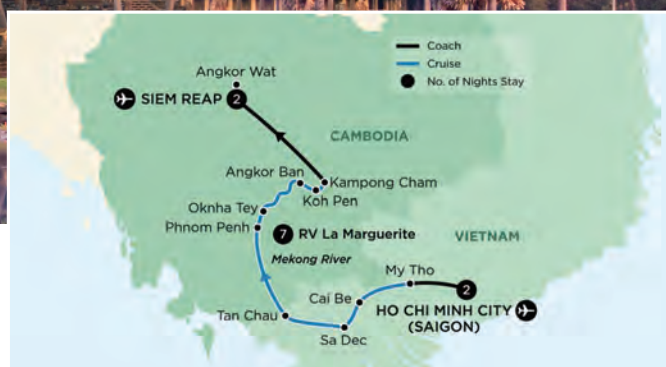 Coach
Cruise
No. of Nights Stay
Angkor Wat
SIEM REAP 2
CAMBODIA
Angkor Ban
Kampong Cham
Koh Pen
Oknha Tey
Phnom Penh
7 RV La Marguerite
VIETNAM
Mekong River
My Tho
2
Cai Be
HO CHI MINH CITY
(SAIGON)
Tan Chau
Sa Dec